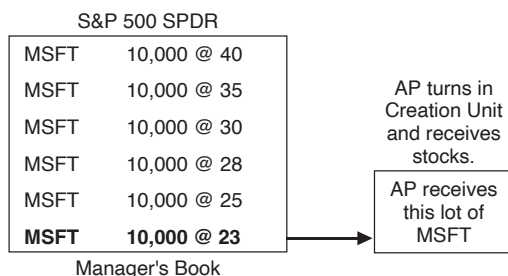 S&P 500 SPDR
MSFT 10,000 @ 40
MSFT 10,000 @ 35
MSFT 10,000 @ 30
MSFT 10,000 @ 28
MSFT 10,000 @ 25
MSFT 10,000 @ 23
Manager's Book
AP turns in
Creation Unit
and receives
stocks.
AP receives
this lot of
MSFT